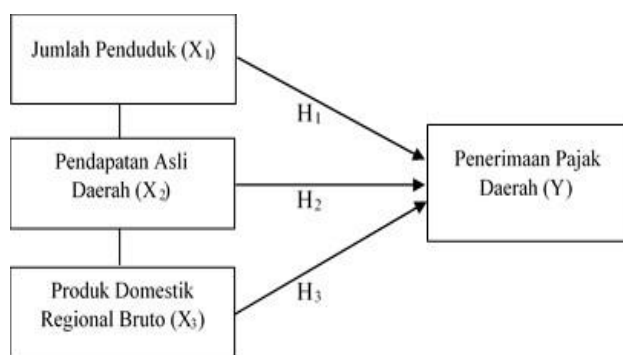 Jumlah Penduduk (X₁)
H₁
Pendapatan Asli
Daerah (X₂)
H₂
Penerimaan Pajak
Daerah (Y)
Produk Domestik
Regional Bruto (X₃)
H₃